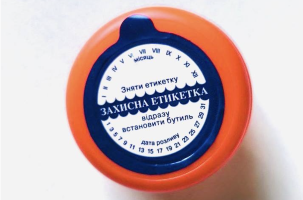 I II III IV V VI VII VIII IX X XI XII
місяць
Зняти етикетку
ЗАХИСНА ЕТИКЕТКА
відразу
встановити бутиль
дата розливу
1 3 5 7 9 11 13 15 17 19 21 23 25 27 29 31